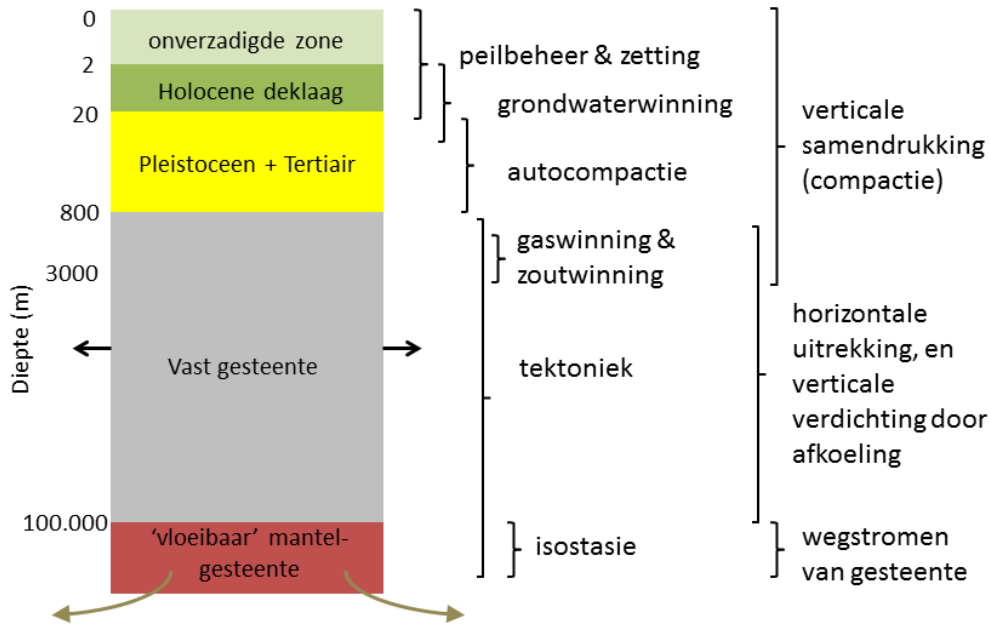 0
onverzadigde zone
2
Holocene deklaag
20
Pleistoceen + Tertiair
800
3000
Diepte (m)
Vast gesteente
100.000
‘vloeibaar’ mantel-
gesteente
peilbeheer & zetting
grondwaterwinning
autocompactie
gaswinning &
zoutwinning
tektoniek
isostasie
verticale
samendrukking
(compactie)
horizontale
uitrekking, en
verticale
verdichting door
afkoeling
wegstromen
van gesteente